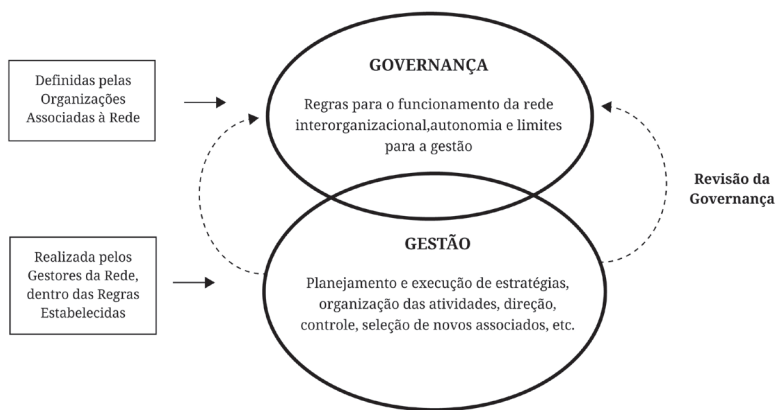 Definidas pelas
Organizações
Associadas à Rede
GOVERNANÇA
Regras para o funcionamento da rede
interorganizacional,autonomia e limites
para a gestão
Revisão da
Governança
Realizada pelos
Gestores da Rede,
dentro das Regras
Estabelecidas
GESTÃO
Planejamento e execução de estratégias,
organização das atividades, direção,
controle, seleção de novos associados, etc.